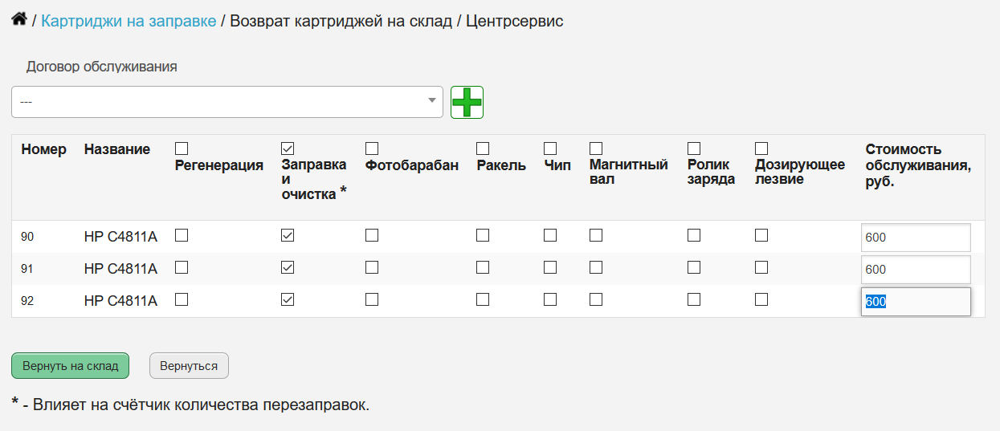 / Картриджи на заправке / Возврат картриджей на склад / Центрсервис
Договор обслуживания
---
Номер Название Регенерация Заправка и очистка * Фотобарабан Ракель Чип Магнитный вал Ролик заряда Дозирующее лезвие Стоимость обслуживания, руб.
90 HP C4811A 600
91 HP C4811A 600
92 HP C4811A 600
Вернуть на склад Вернуться
* - Влияет на счётчик количества перезаправок.